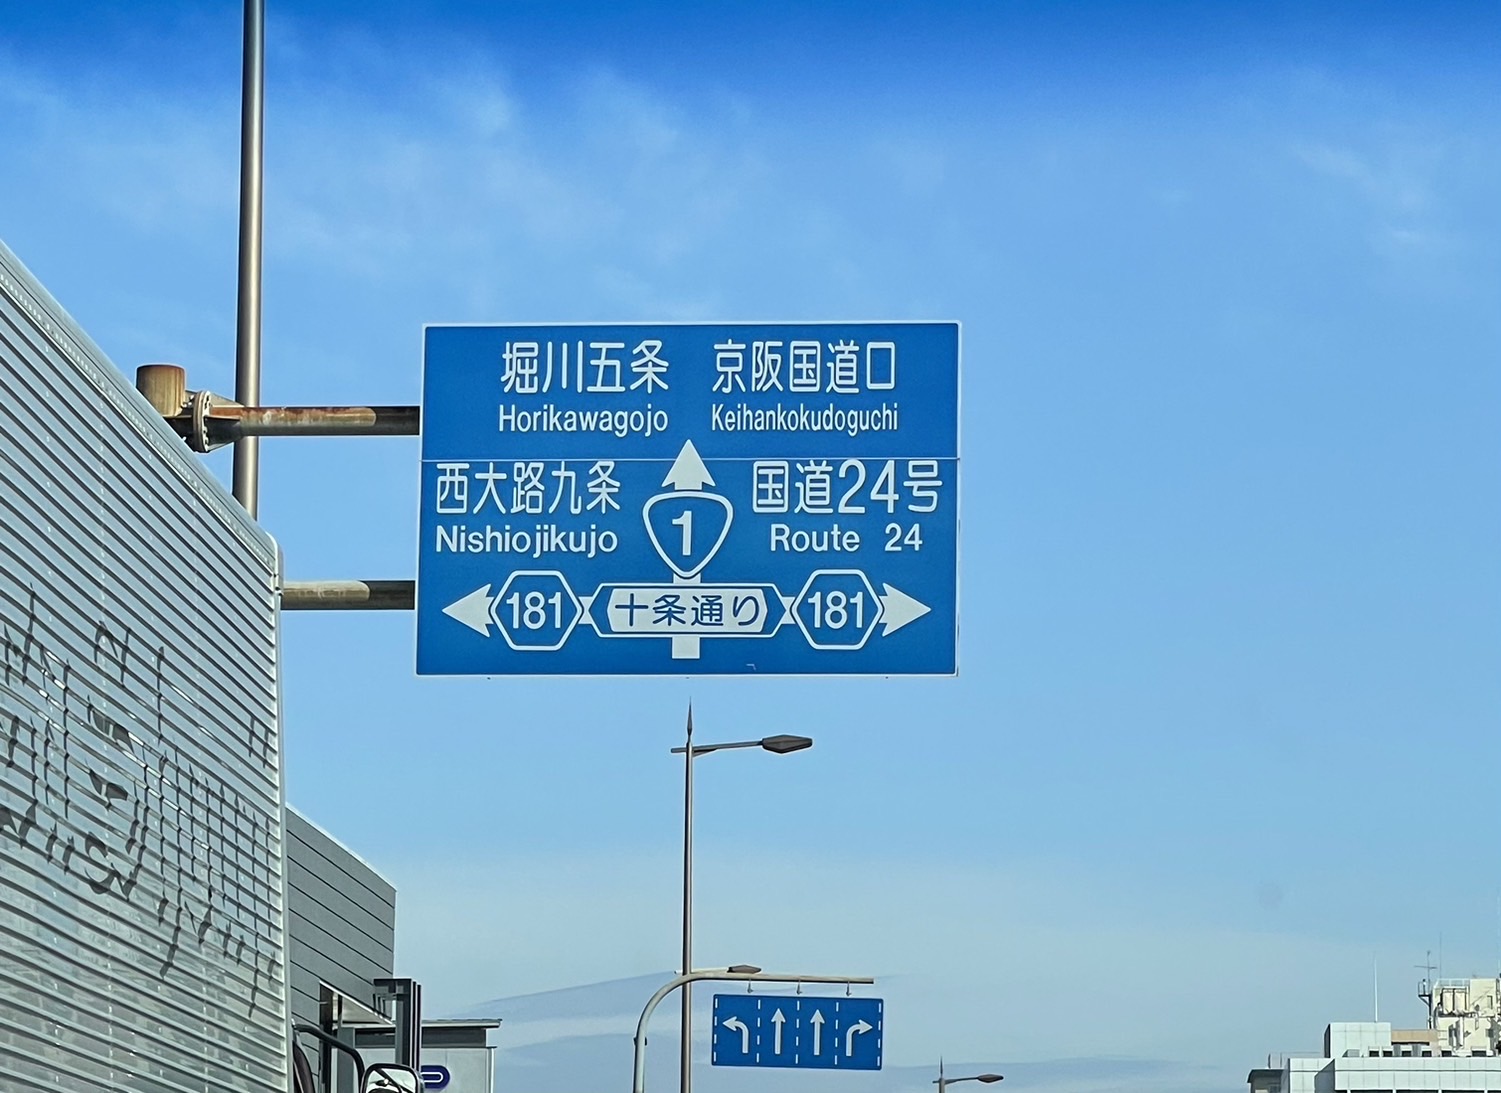 堀川五条 京阪国道口
Horikawagojo Keihankokudoguchi
西大路九条 国道24号
Nishiojikujo Route 24
1
181 十条通り 181